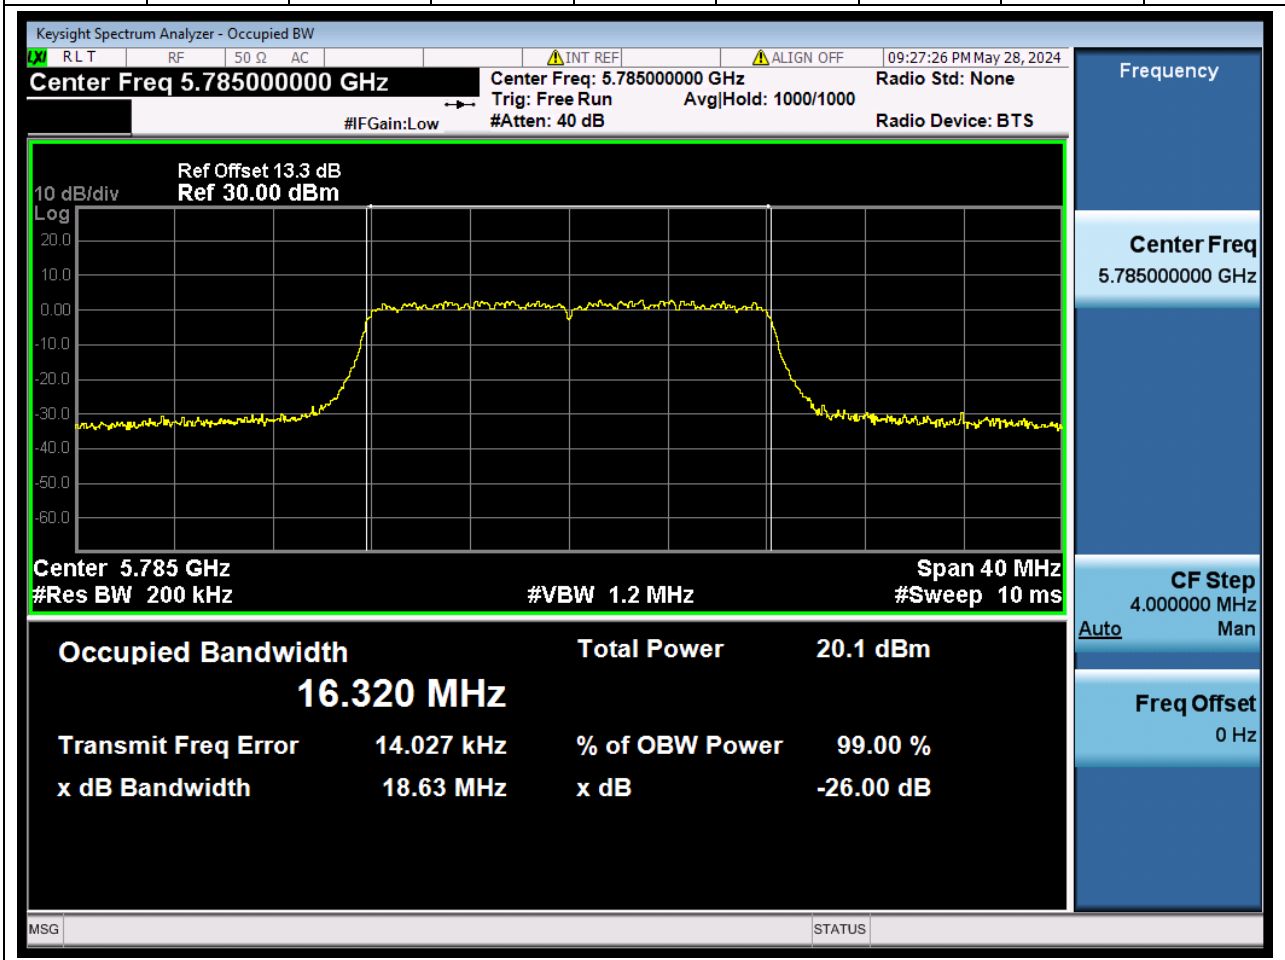 Keysight Spectrum Analyzer - Occupied BW
LXI RLT RF 50 Ω AC INT REF ALIGN OFF 09:27:26 PM May 28, 2024
Center Freq 5.785000000 GHz
Center Freq: 5.785000000 GHz
Radio Std: None
Trig: Free Run Avg|Hold: 1000/1000
#IFGain:Low
#Atten: 40 dB
Radio Device: BTS
Ref Offset 13.3 dB
10 dB/div Ref 30.00 dBm
Log
20.0
10.0
0.00
-10.0
-20.0
-30.0
-40.0
-50.0
-60.0
Center 5.785 GHz Span 40 MHz
#Res BW 200 kHz #VBW 1.2 MHz #Sweep 10 ms
Occupied Bandwidth Total Power 20.1 dBm
16.320 MHz
Transmit Freq Error 14.027 kHz % of OBW Power 99.00 %
x dB Bandwidth 18.63 MHz x dB -26.00 dB
Frequency
Center Freq
5.785000000 GHz
CF Step
4.000000 MHz
Auto Man
Freq Offset
0 Hz
MSG STATUS